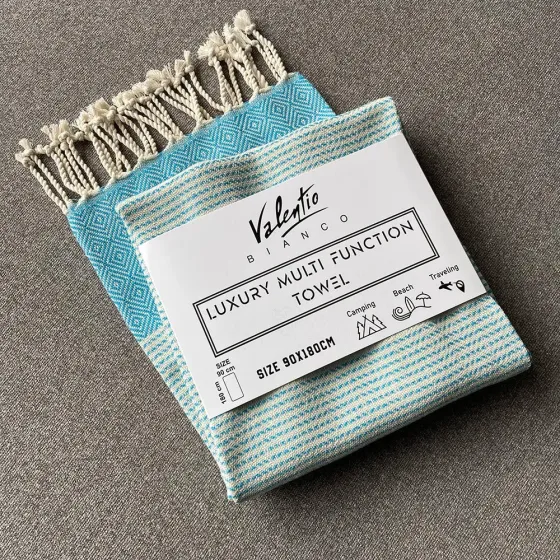 Valentio
BIANCO
LUXURY MULTI FUNCTION
TOWEL
Camping
Beach
Traveling
SIZE
90 cm
180 cm
SIZE 90X180CM